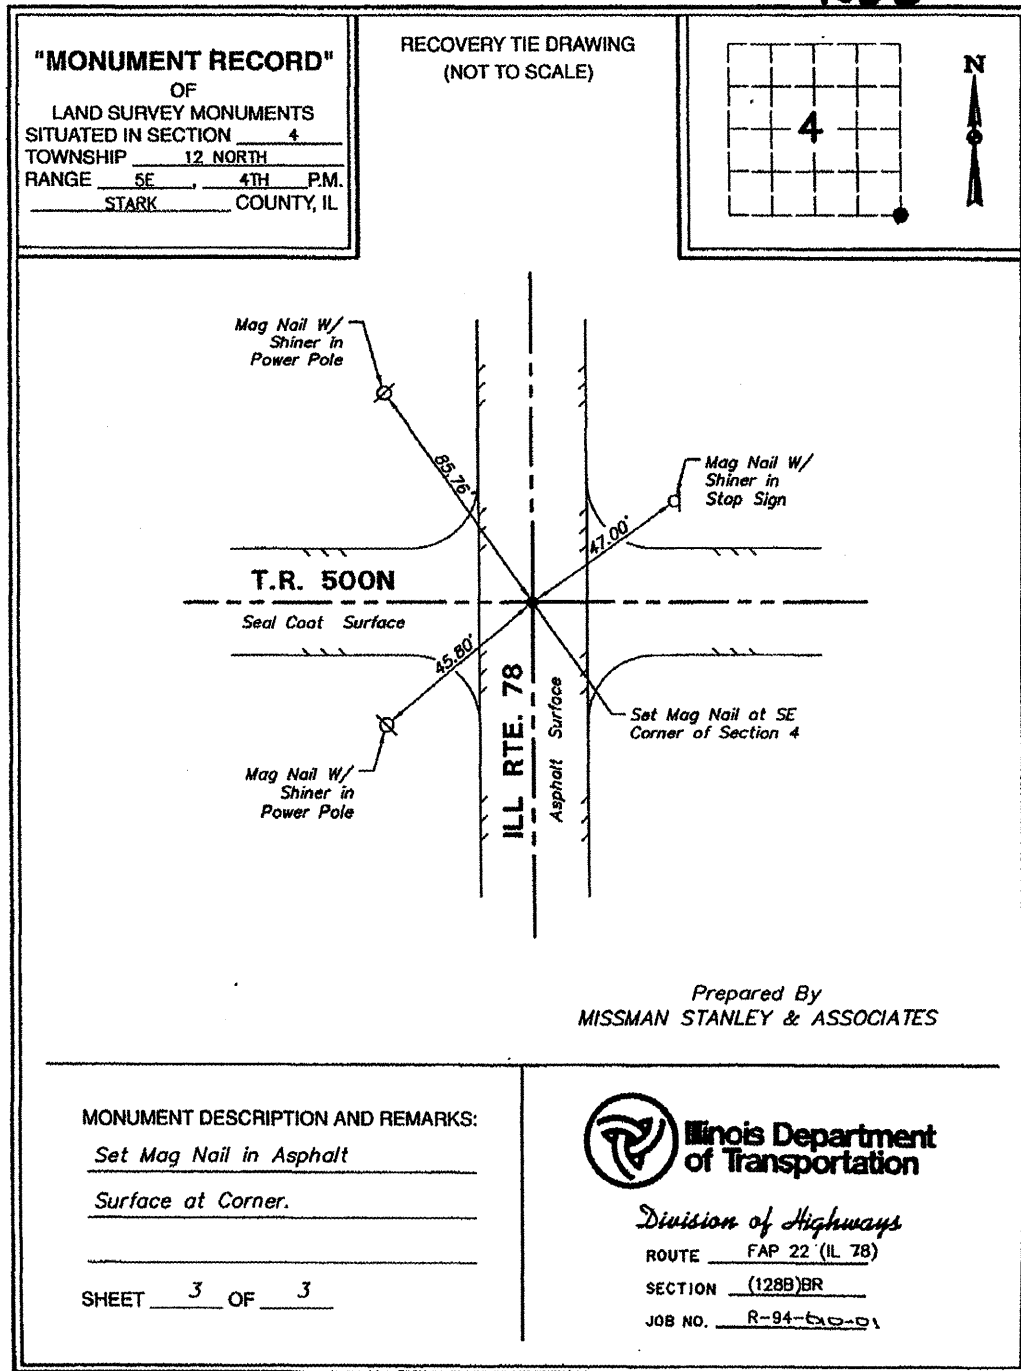 "MONUMENT RECORD"
OF
LAND SURVEY MONUMENTS
SITUATED IN SECTION 4
TOWNSHIP 12 NORTH
RANGE 5E , 4TH P.M.
STARK COUNTY, IL
RECOVERY TIE DRAWING
(NOT TO SCALE)
4
N
Mag Nail W/
Shiner in
Power Pole
85.76'
Mag Nail W/
Shiner in
Stop Sign
47.00'
T.R. 500N
Seal Coat Surface
45.80'
Mag Nail W/
Shiner in
Power Pole
ILL RTE. 78
Asphalt Surface
Set Mag Nail at SE
Corner of Section 4
Prepared By
MISSMAN STANLEY & ASSOCIATES
MONUMENT DESCRIPTION AND REMARKS:
Set Mag Nail in Asphalt
Surface at Corner.
SHEET 3 OF 3
Illinois Department
of Transportation
Division of Highways
ROUTE FAP 22 (IL 78)
SECTION (128B)BR
JOB NO.